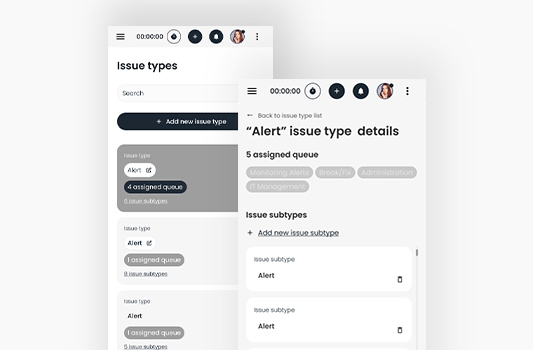 00:00:00
Issue types
Search
+ Add new issue type
Issue type
Alert
4 assigned queue
6 issue subtypes
Issue type
Alert
1 assigned queue
8 issue subtypes
Issue type
Alert
1 assigned queue
5 issue subtypes
00:00:00
← Back to issue type list
“Alert” issue type details
5 assigned queue
Monitoring Alerts Break/Fix Administration
IT Management
Issue subtypes
+ Add new issue subtype
Issue subtype
Alert
Issue subtype
Alert